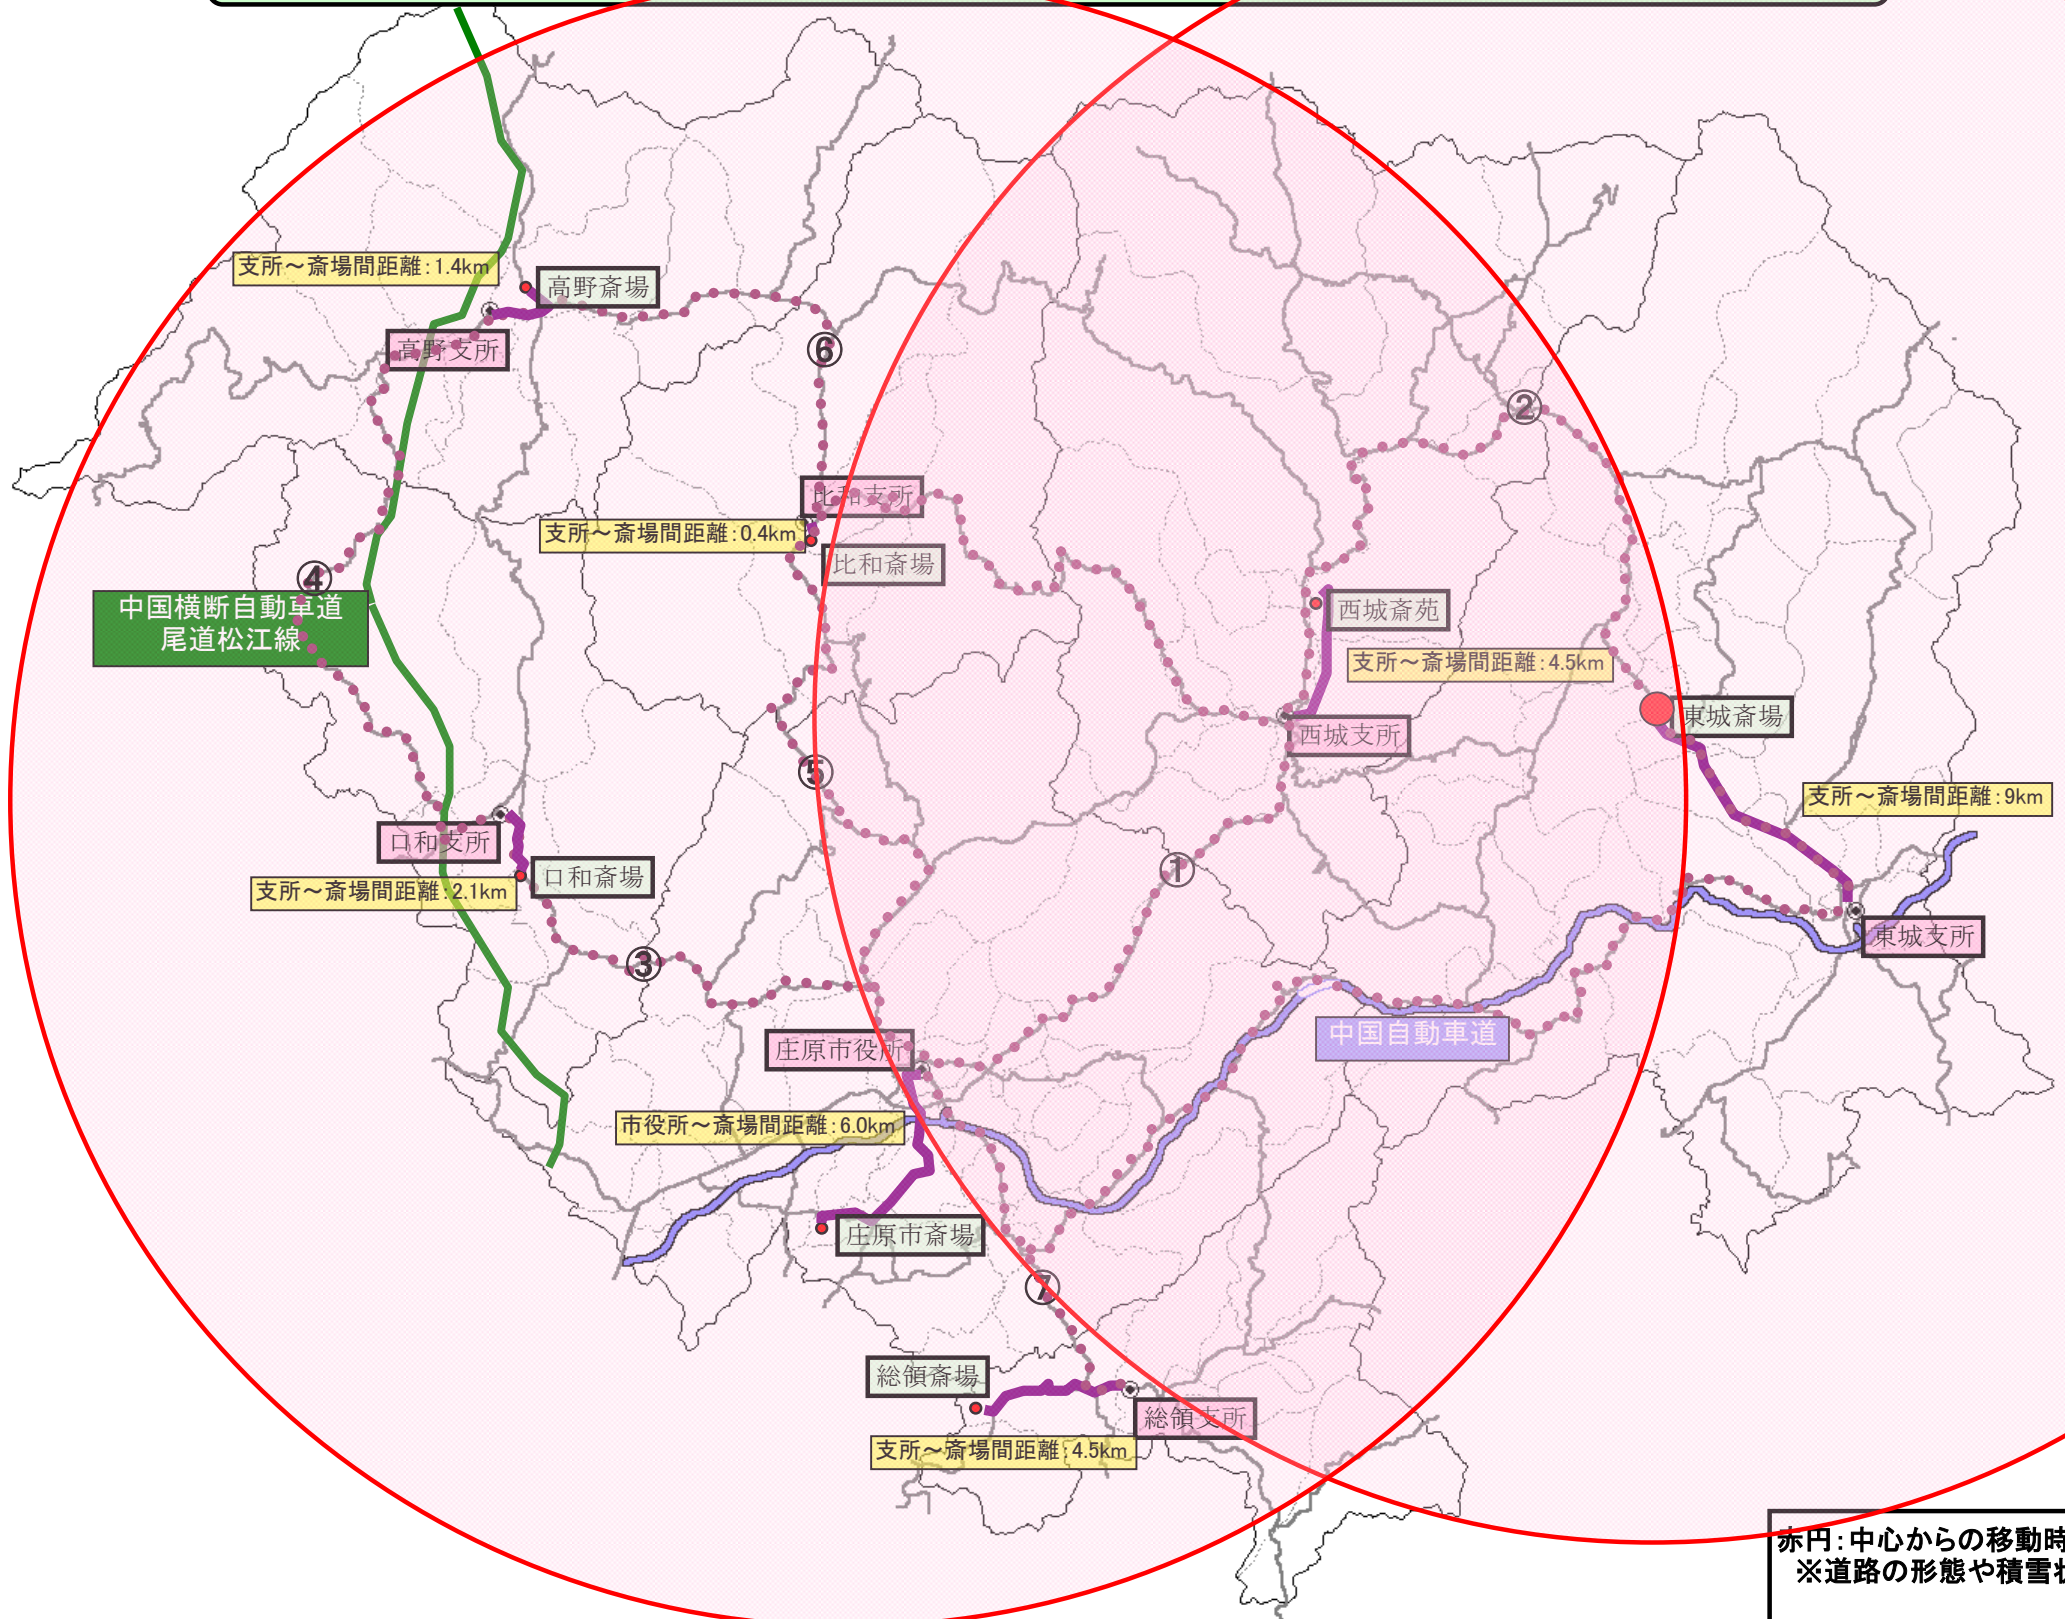 支所～斎場間距離：1.4km
高野斎場
高野支所
⑥
②
比和支所
支所～斎場間距離：0.4km
比和斎場
④
中国横断自動車道
尾道松江線
西城斎苑
支所～斎場間距離：4.5km
東城斎場
西城支所
⑤
支所～斎場間距離：9km
口和支所
①
口和斎場
支所～斎場間距離：2.1km
東城支所
③
中国自動車道
庄原市役所
市役所～斎場間距離：6.0km
庄原市斎場
⑦
総領斎場
総領支所
支所～斎場間距離：4.5km
赤円：中心からの移動時
※道路の形態や積雪